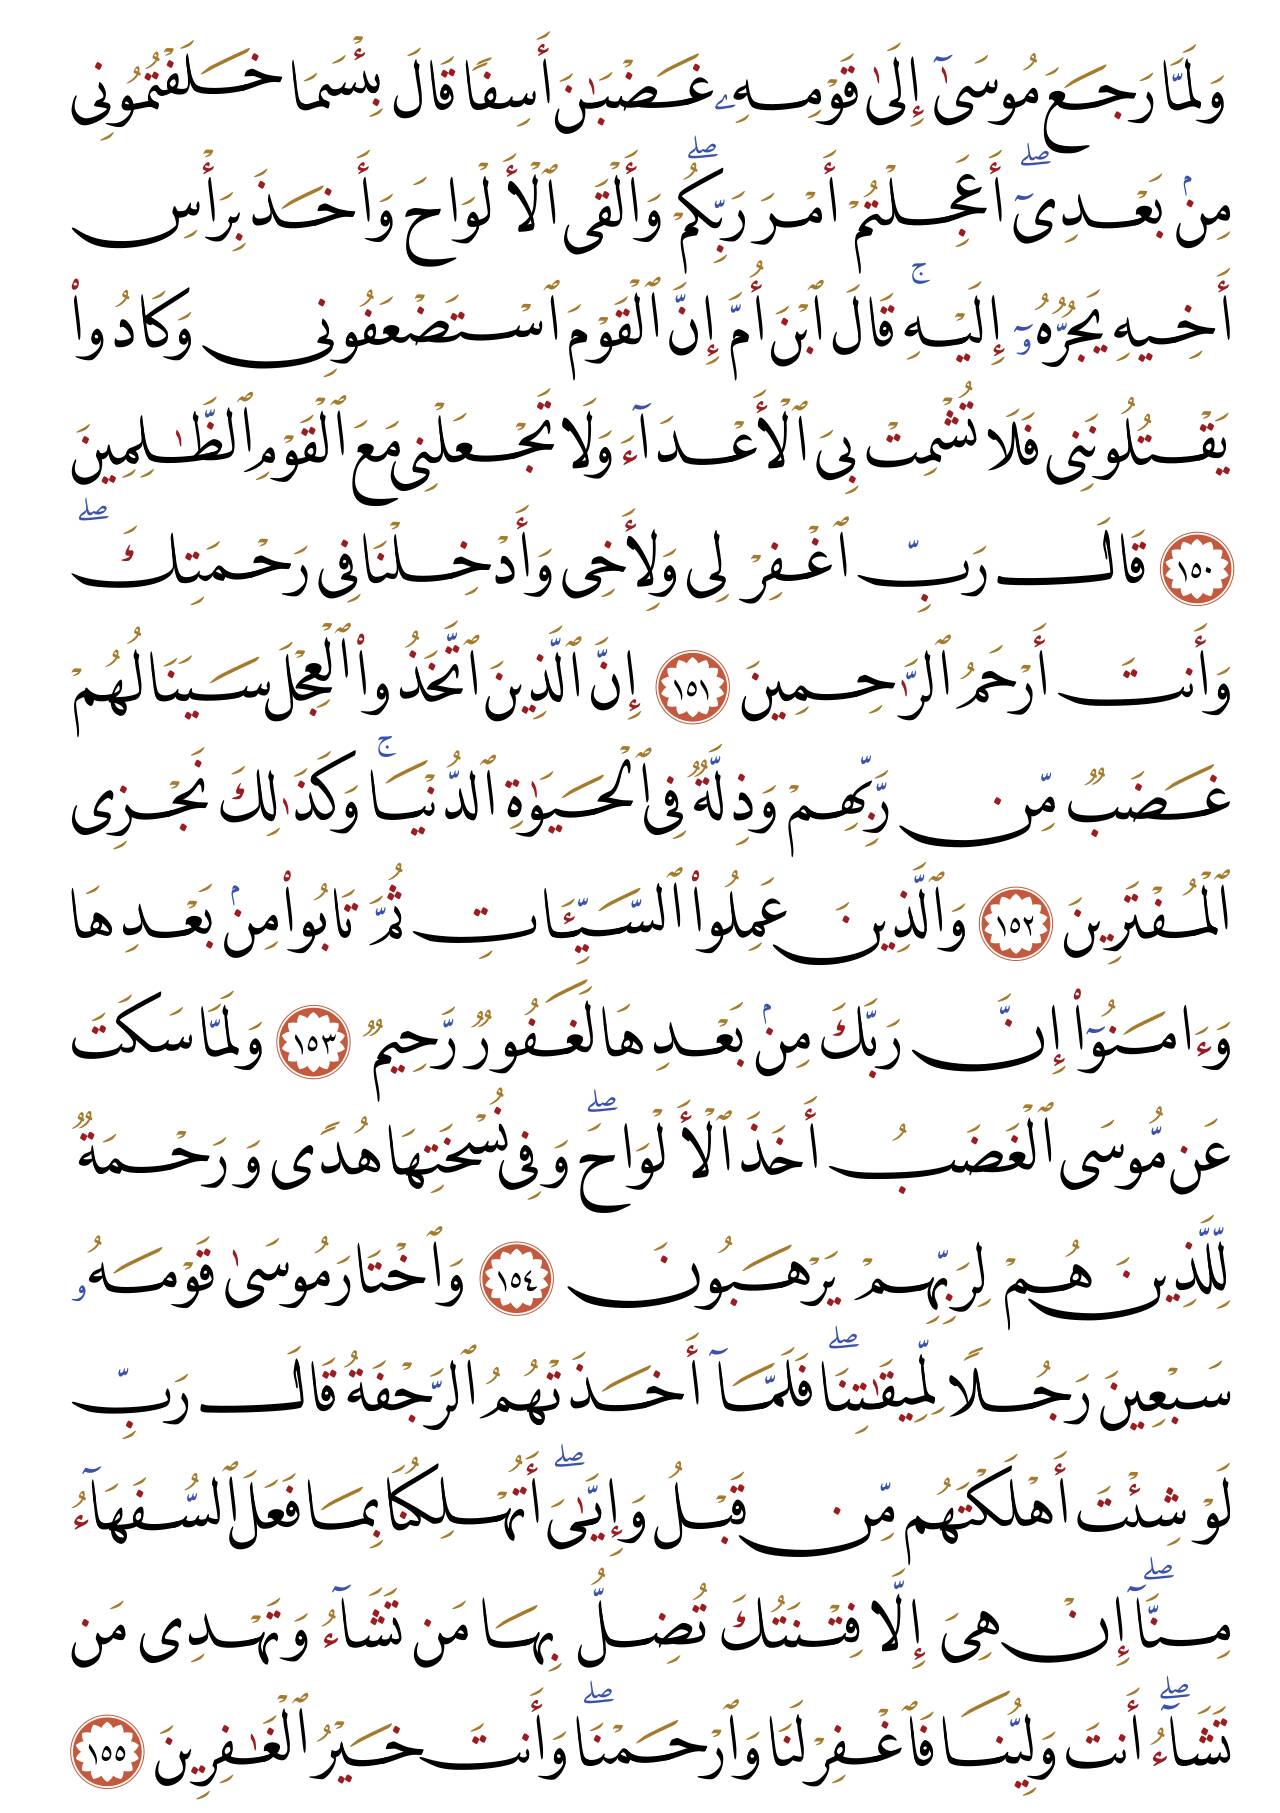 وَلَمَّا رَجَعَ مُوسَىٰٓ إِلَىٰ قَوْمِهِۦ غَضْبَـٰنَ أَسِفًا قَالَ بِئْسَمَا خَلَفْتُمُونِى
مِنۢ بَعْدِىٓ ۖ أَعَجِلْتُمْ أَمْرَ رَبِّكُمْ ۖ وَأَلْقَى ٱلْأَلْوَاحَ وَأَخَذَ بِرَأْسِ
أَخِيهِ يَجُرُّهُۥٓ إِلَيْهِ ۚ قَالَ ٱبْنَ أُمَّ إِنَّ ٱلْقَوْمَ ٱسْتَضْعَفُونِى وَكَادُوا۟
يَقْتُلُونَنِى فَلَا تُشْمِتْ بِىَ ٱلْأَعْدَآءَ وَلَا تَجْعَلْنِى مَعَ ٱلْقَوْمِ ٱلظَّـٰلِمِينَ
١٥٠ قَالَ رَبِّ ٱغْفِرْ لِى وَلِأَخِى وَأَدْخِلْنَا فِى رَحْمَتِكَ ۖ
وَأَنتَ أَرْحَمُ ٱلرَّٰحِمِينَ ١٥١ إِنَّ ٱلَّذِينَ ٱتَّخَذُوا۟ ٱلْعِجْلَ سَيَنَالُهُمْ
غَضَبٌ مِّن رَّبِّهِمْ وَذِلَّةٌ فِى ٱلْحَيَوٰةِ ٱلدُّنْيَا ۚ وَكَذَٰلِكَ نَجْزِى
ٱلْمُفْتَرِينَ ١٥٢ وَٱلَّذِينَ عَمِلُوا۟ ٱلسَّيِّـَٔاتِ ثُمَّ تَابُوا۟ مِنۢ بَعْدِهَا
وَءَامَنُوٓا۟ إِنَّ رَبَّكَ مِنۢ بَعْدِهَا لَغَفُورٌ رَّحِيمٌ ١٥٣ وَلَمَّا سَكَتَ
عَن مُّوسَى ٱلْغَضَبُ أَخَذَ ٱلْأَلْوَاحَ ۖ وَفِى نُسْخَتِهَا هُدًى وَرَحْمَةٌ
لِّلَّذِينَ هُمْ لِرَبِّهِمْ يَرْهَبُونَ ١٥٤ وَٱخْتَارَ مُوسَىٰ قَوْمَهُۥ
سَبْعِينَ رَجُلًا لِّمِيقَـٰتِنَا ۖ فَلَمَّآ أَخَذَتْهُمُ ٱلرَّجْفَةُ قَالَ رَبِّ
لَوْ شِئْتَ أَهْلَكْتَهُم مِّن قَبْلُ وَإِيَّـٰىَ ۖ أَتُهْلِكُنَا بِمَا فَعَلَ ٱلسُّفَهَآءُ
مِنَّآ ۖ إِنْ هِىَ إِلَّا فِتْنَتُكَ تُضِلُّ بِهَا مَن تَشَآءُ وَتَهْدِى مَن
تَشَآءُ ۖ أَنتَ وَلِيُّنَا فَٱغْفِرْ لَنَا وَٱرْحَمْنَا ۖ وَأَنتَ خَيْرُ ٱلْغَـٰفِرِينَ ١٥٥